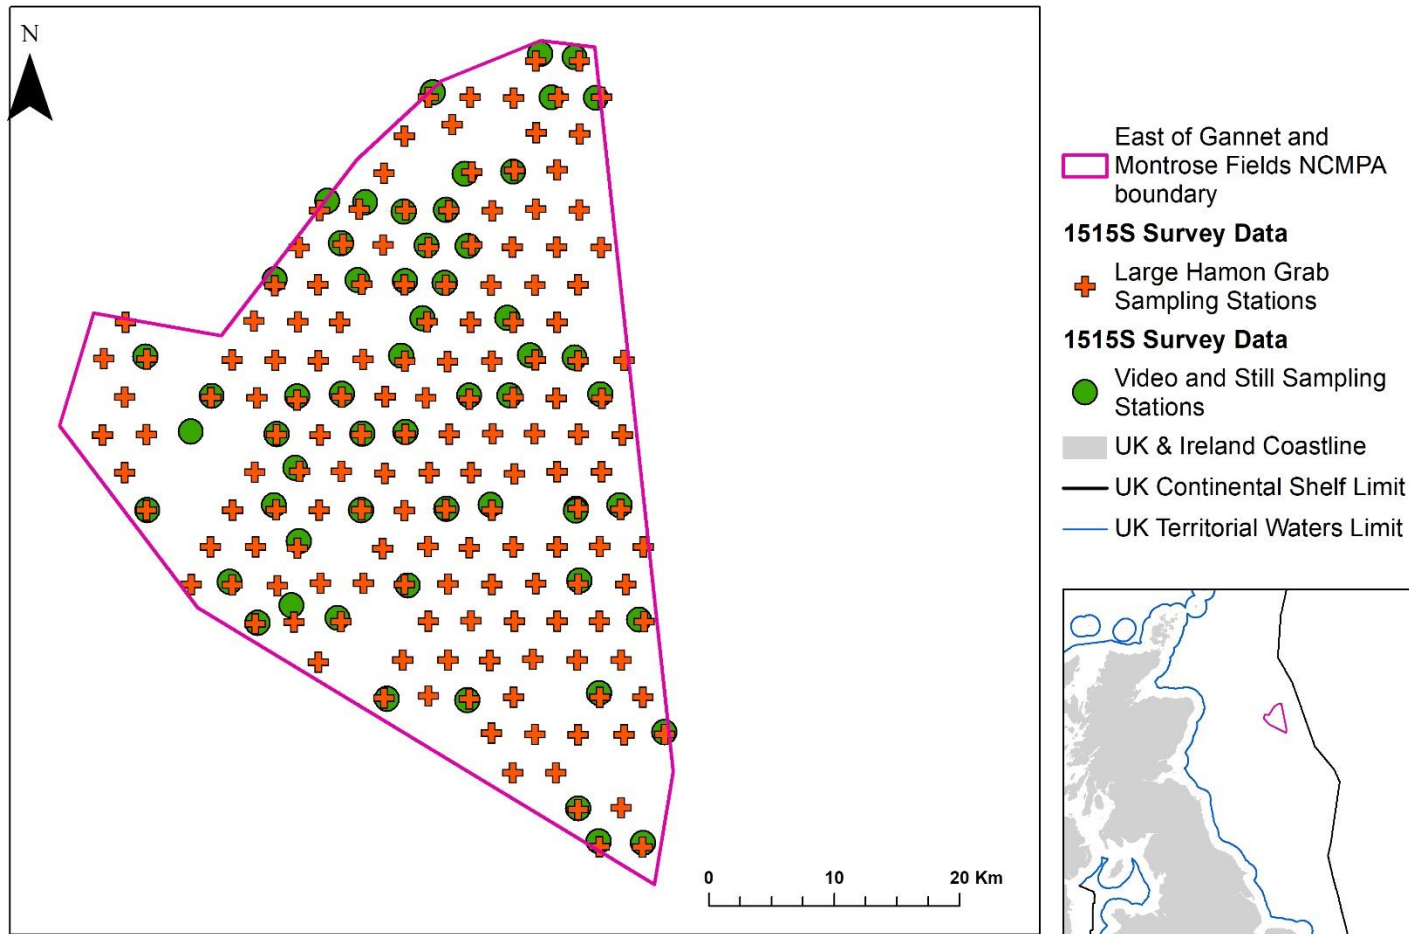 N
East of Gannet and
Montrose Fields NCMPA
boundary
1515S Survey Data
Large Hamon Grab
Sampling Stations
1515S Survey Data
Video and Still Sampling
Stations
UK & Ireland Coastline
UK Continental Shelf Limit
UK Territorial Waters Limit
0 10 20 Km